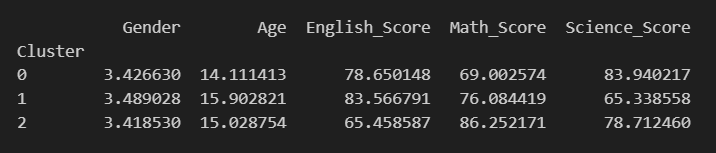 Gender Age English_Score Math_Score Science_Score
Cluster
0 3.426630 14.111413 78.650148 69.002574 83.940217
1 3.489028 15.902821 83.566791 76.084419 65.338558
2 3.418530 15.028754 65.458587 86.252171 78.712460